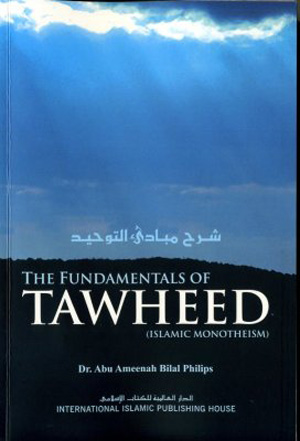 شرح مبادئ التوحيد
THE FUNDAMENTALS OF
TAWHEED
(ISLAMIC MONOTHEISM)
Dr. Abu Ameenah Bilal Philips
الدار العالمية للكتاب الإسلامي
INTERNATIONAL ISLAMIC PUBLISHING HOUSE